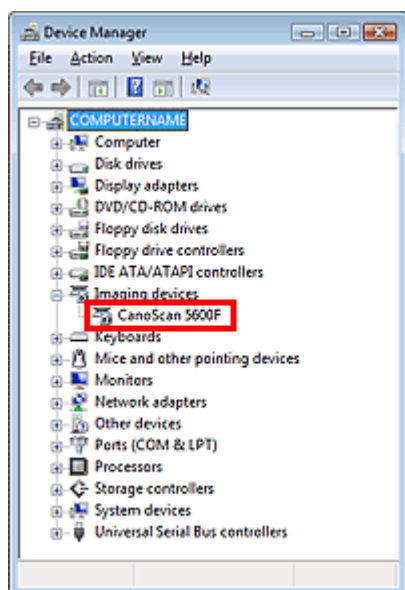 Device Manager
File Action View Help
COMPUTERNAME
Computer
Disk drives
Display adapters
DVD/CD-ROM drives
Floppy disk drives
Floppy drive controllers
IDE ATA/ATAPI controllers
Imaging devices
CanoScan 5600F
Keyboards
Mice and other pointing devices
Monitors
Network adapters
Other devices
Ports (COM & LPT)
Processors
Storage controllers
System devices
Universal Serial Bus controllers